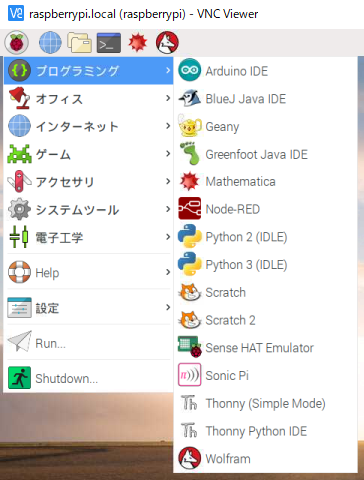 raspberrypi.local (raspberrypi) - VNC Viewer
プログラミング
オフィス
インターネット
ゲーム
アクセサリ
システムツール
電子工学
Help
設定
Run...
Shutdown...
Arduino IDE
BlueJ Java IDE
Geany
Greenfoot Java IDE
Mathematica
Node-RED
Python 2 (IDLE)
Python 3 (IDLE)
Scratch
Scratch 2
Sense HAT Emulator
Sonic Pi
Thonny (Simple Mode)
Thonny Python IDE
Wolfram